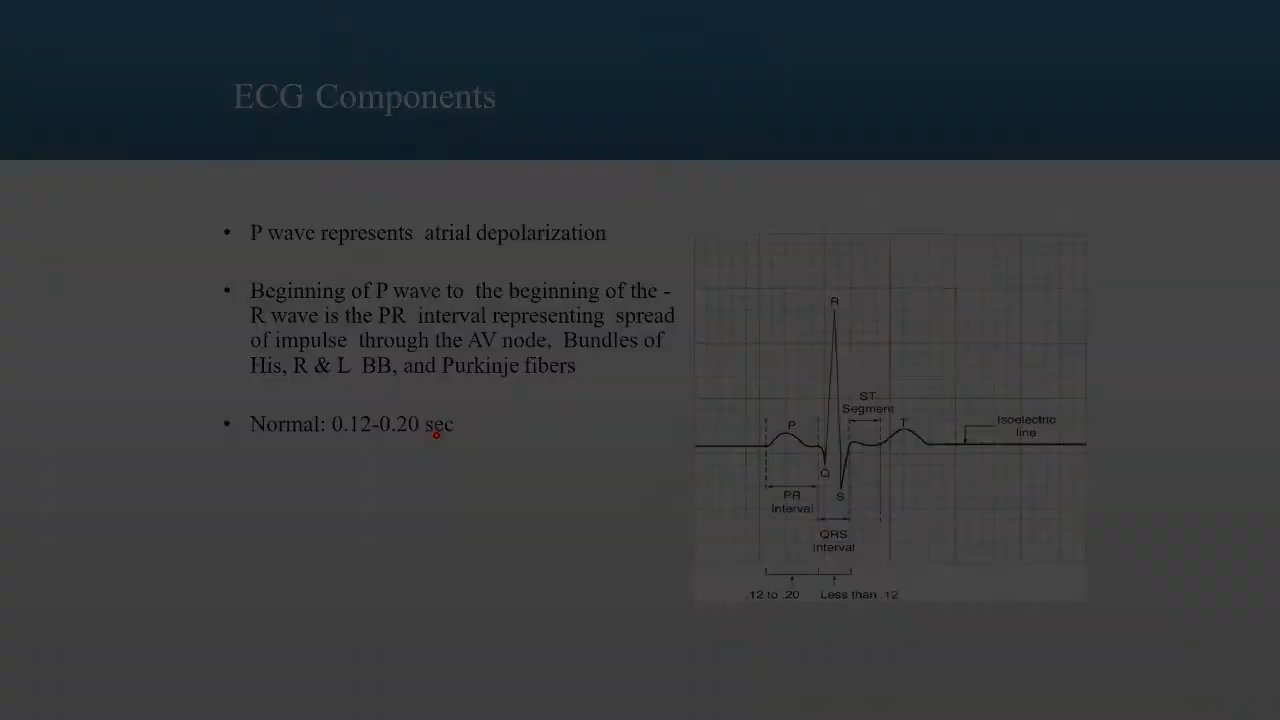 ECG Components
• P wave represents atrial depolarization
• Beginning of P wave to the beginning of the -
R wave is the PR interval representing spread
of impulse through the AV node, Bundles of
His, R & L BB, and Purkinje fibers
• Normal: 0.12-0.20 sec
R
ST
Segment
P
T
Isoelectric
line
Q
S
PR
Interval
QRS
Interval
.12 to .20
Less than .12